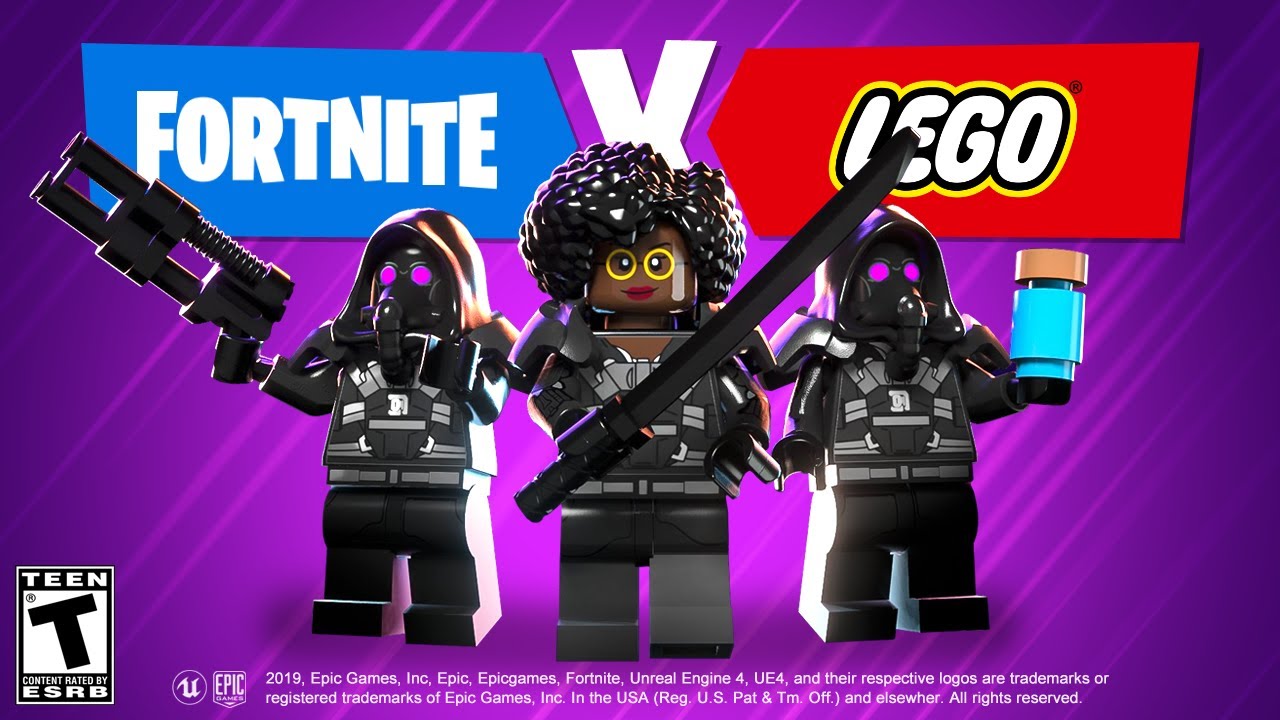 FORTNITE X LEGO®
TEEN
® T
CONTENT RATED BY
ESRB
EPIC
GAMES
2019, Epic Games, Inc, Epic, Epicgames, Fortnite, Unreal Engine 4, UE4, and their respective logos are trademarks or
registered trademarks of Epic Games, Inc. In the USA (Reg. U.S. Pat & Tm. Off.) and elsewher. All rights reserved.